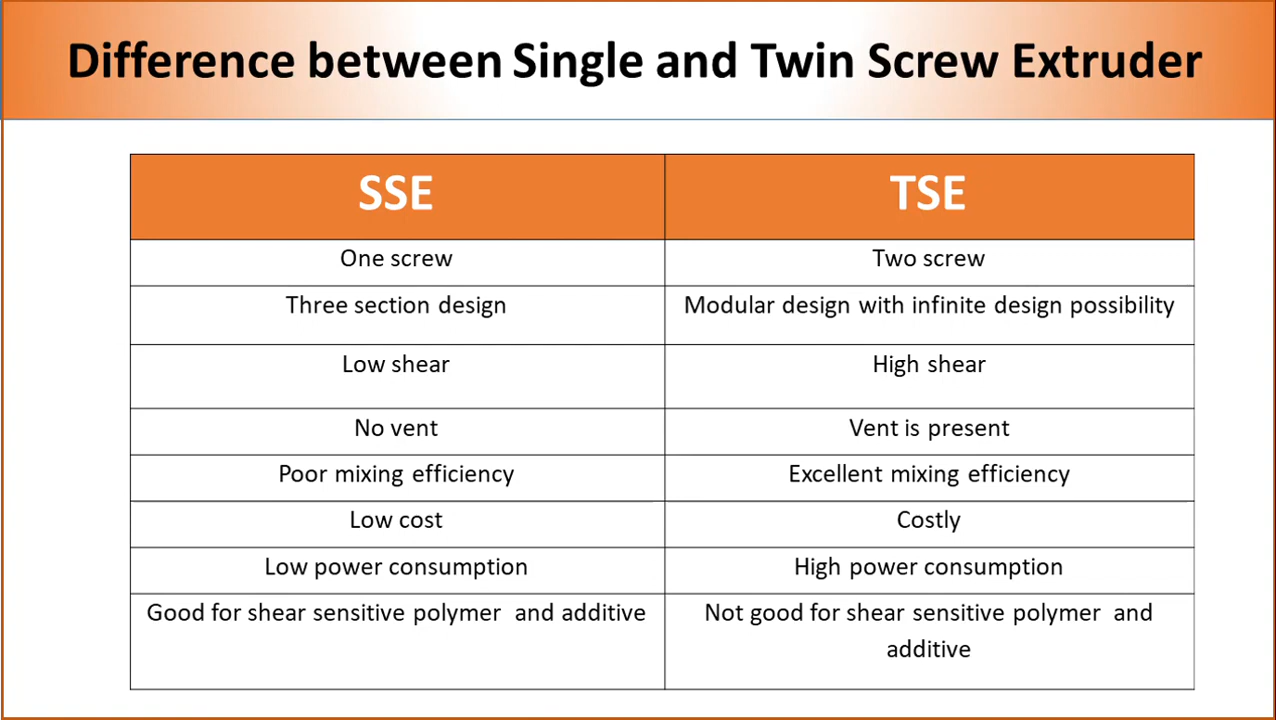 Difference between Single and Twin Screw Extruder
SSE
TSE
One screw
Two screw
Three section design
Modular design with infinite design possibility
Low shear
High shear
No vent
Vent is present
Poor mixing efficiency
Excellent mixing efficiency
Low cost
Costly
Low power consumption
High power consumption
Good for shear sensitive polymer and additive
Not good for shear sensitive polymer and
additive